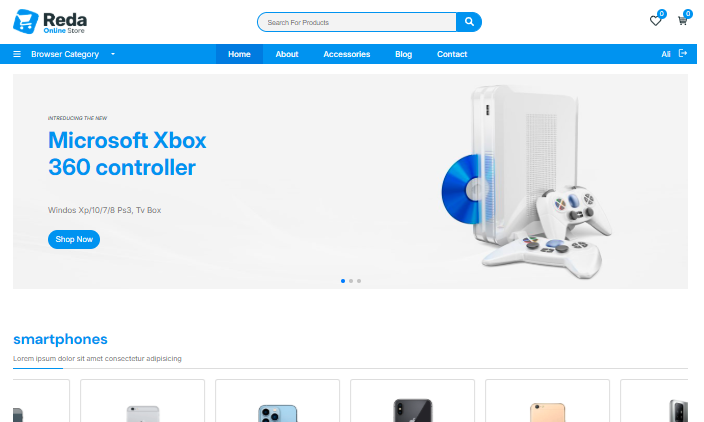 Reda
Online Store
Search For Products
0
0
Browser Category
Home
About
Accessories
Blog
Contact
Ali
INTREDUCING THE NEW
Microsoft Xbox
360 controller
Windos Xp/10/7/8 Ps3, Tv Box
Shop Now
smartphones
Lorem ipsum dolor sit amet consectetur adipisicing